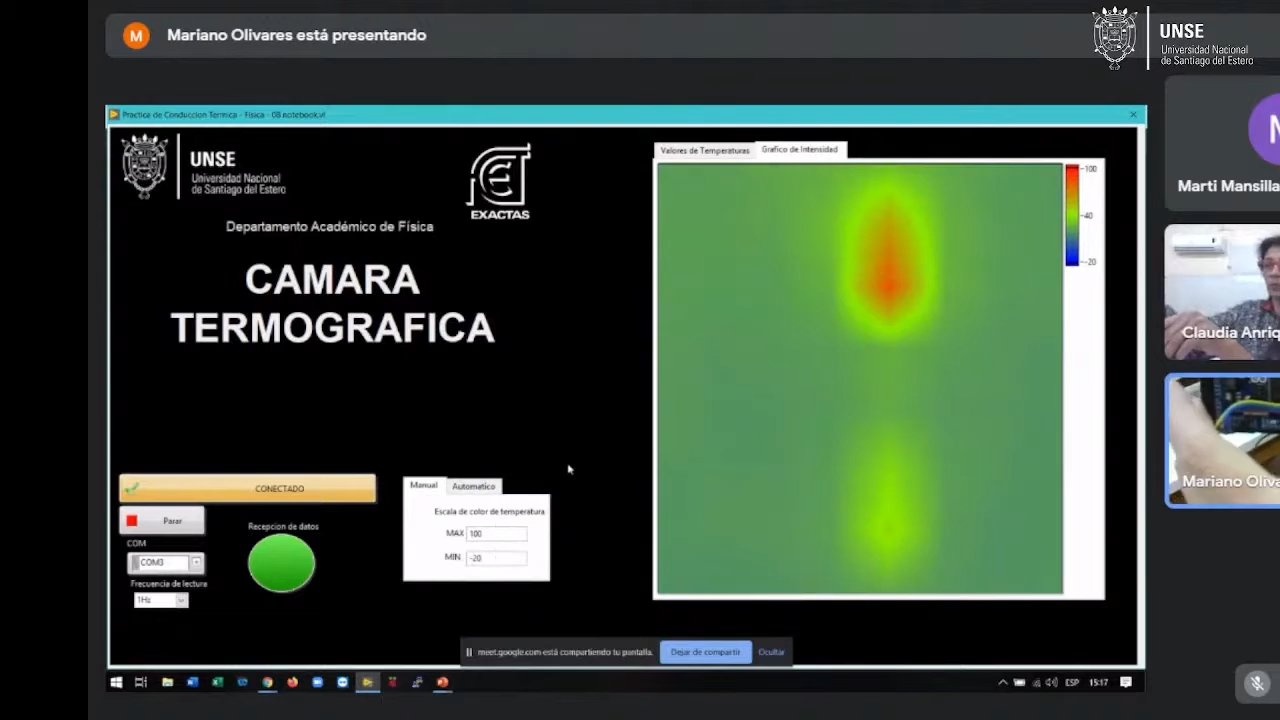 M
Mariano Olivares está presentando
UNSE
Universidad Nacional
de Santiago del Estero
Practica de Conduccion Termica - Fisica - 03 notebook.vi
UNSE
Universidad Nacional
de Santiago del Estero
EXACTAS
Departamento Académico de Física
CAMARA
TERMOGRAFICA
Valores de Temperaturas
Grafico de Intensidad
-100
-40
--20
CONECTADO
Parar
COM
COM3
Frecuencia de lectura
1Hz
Recepcion de datos
Manual
Automatico
Escala de color de temperatura
MAX 100
MIN -20
meet.google.com está compartiendo tu pantalla.
Dejar de compartir
Ocultar
ESP
15:17
Marti Mansilla
Claudia Anriq
Mariano Oliva